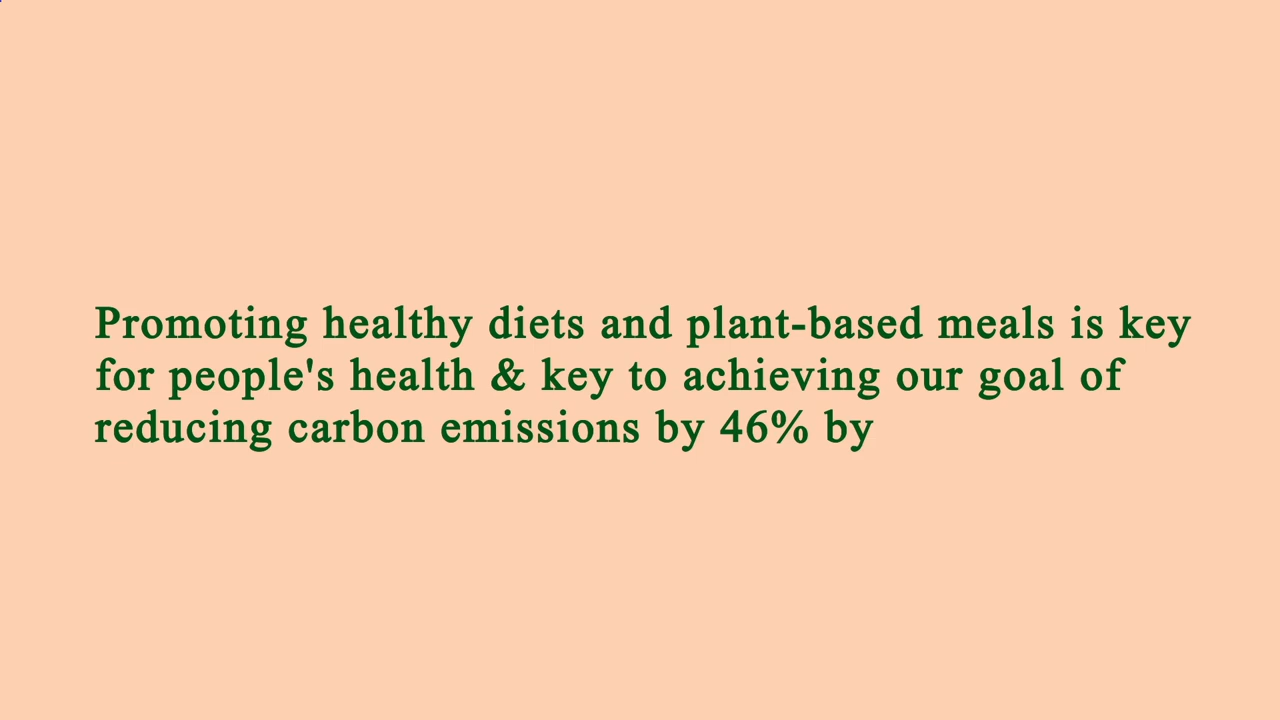 Promoting healthy diets and plant-based meals is key
for people's health & key to achieving our goal of
reducing carbon emissions by 46% by